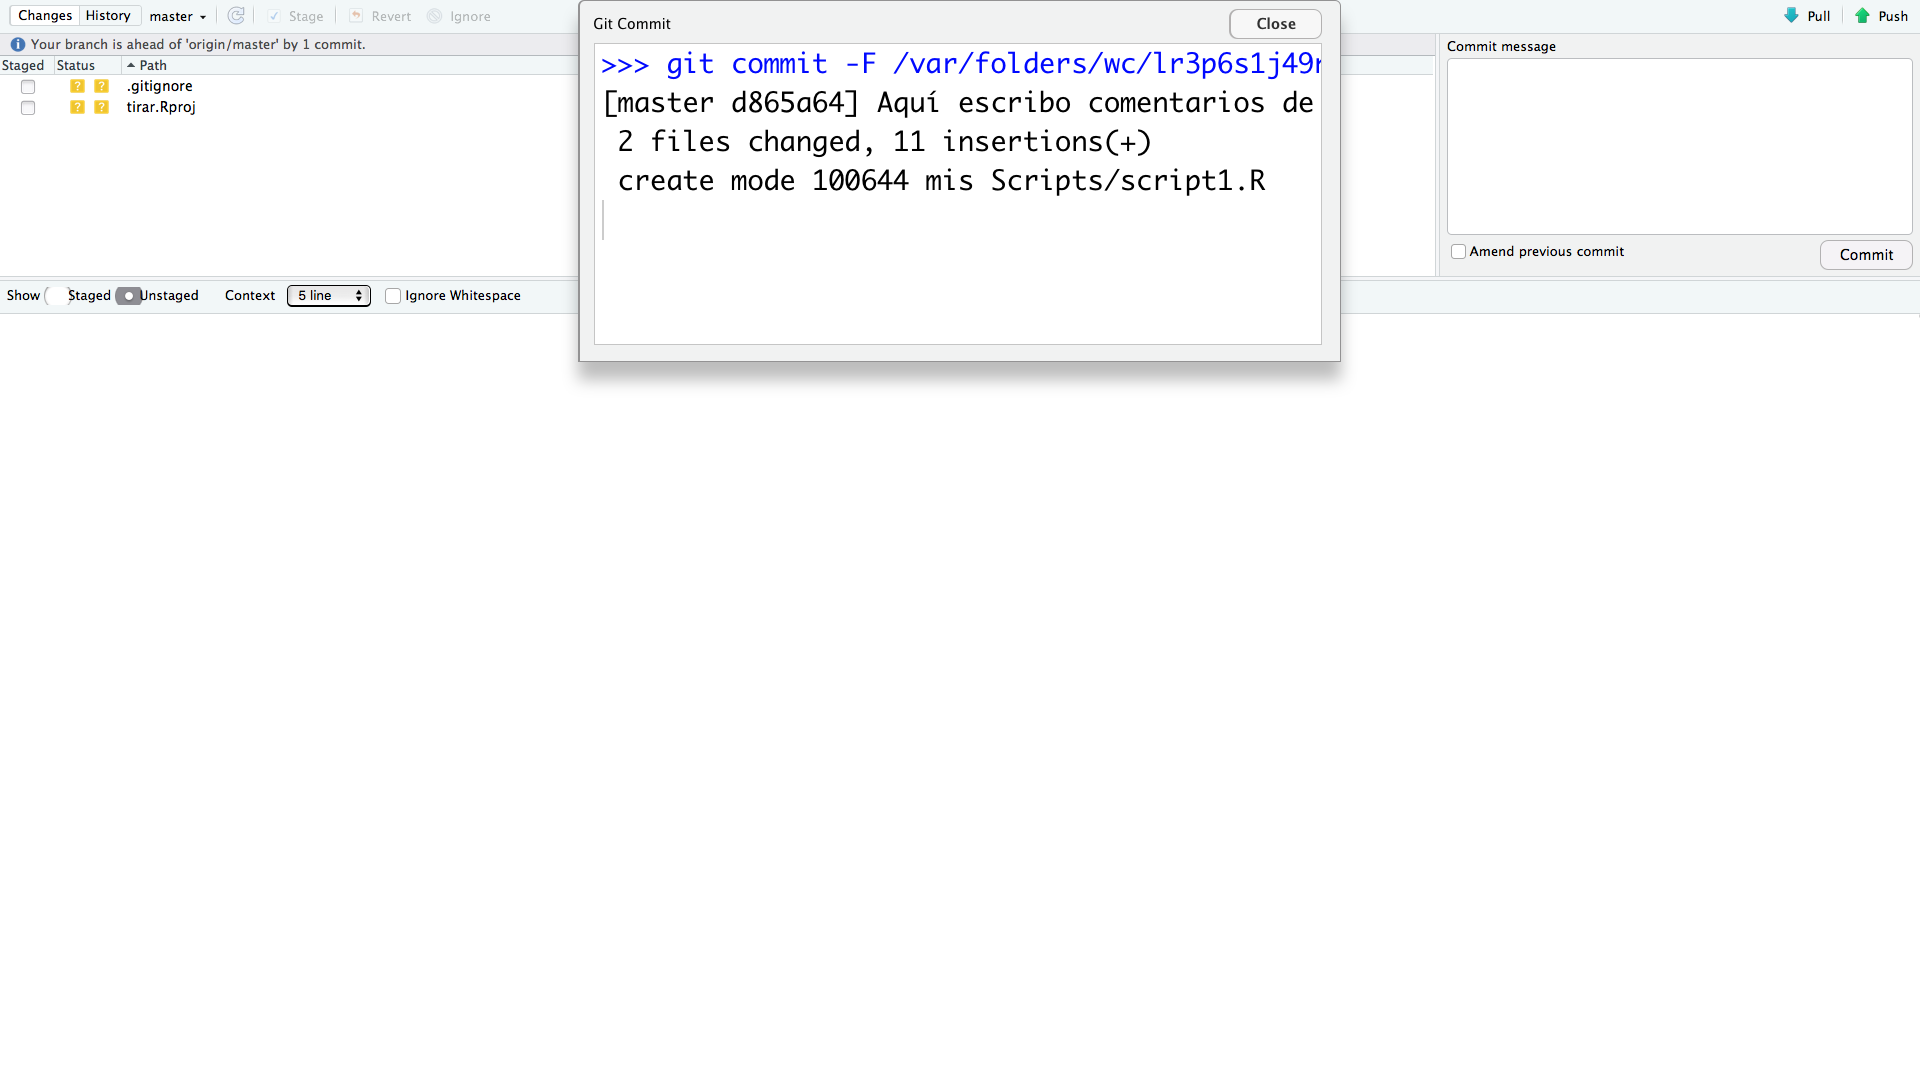 Changes History master Stage Revert Ignore
Pull Push
Your branch is ahead of 'origin/master' by 1 commit.
Staged Status Path
.gitignore
tirar.Rproj
Git Commit
Close
>>> git commit -F /var/folders/wc/lr3p6s1j49r
[master d865a64] Aquí escribo comentarios de
2 files changed, 11 insertions(+)
create mode 100644 mis Scripts/script1.R
Commit message
Amend previous commit
Commit
Show Staged Unstaged Context 5 line Ignore Whitespace